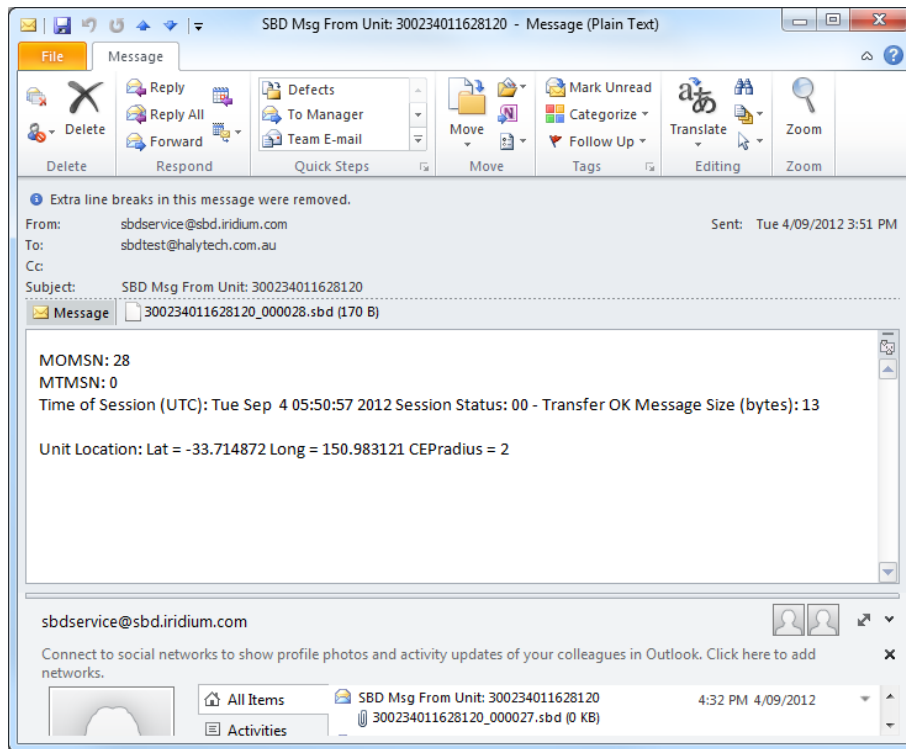 SBD Msg From Unit: 300234011628120 - Message (Plain Text)
File Message
Delete
Reply
Reply All
Forward
Defects
To Manager
Team E-mail
Move
Mark Unread
Categorize
Follow Up
Translate
Zoom
Delete Respond Quick Steps Move Tags Editing Zoom
Extra line breaks in this message were removed.
From: sbdservice@sbd.iridium.com Sent: Tue 4/09/2012 3:51 PM
To: sbdtest@halytech.com.au
Cc:
Subject: SBD Msg From Unit: 300234011628120
Message 300234011628120_000028.sbd (170 B)
MOMSN: 28
MTMSN: 0
Time of Session (UTC): Tue Sep 4 05:50:57 2012 Session Status: 00 - Transfer OK Message Size (bytes): 13
Unit Location: Lat = -33.714872 Long = 150.983121 CEPradius = 2
sbdservice@sbd.iridium.com
Connect to social networks to show profile photos and activity updates of your colleagues in Outlook. Click here to add
networks.
All Items SBD Msg From Unit: 300234011628120 4:32 PM 4/09/2012
300234011628120_000027.sbd (0 KB)
Activities